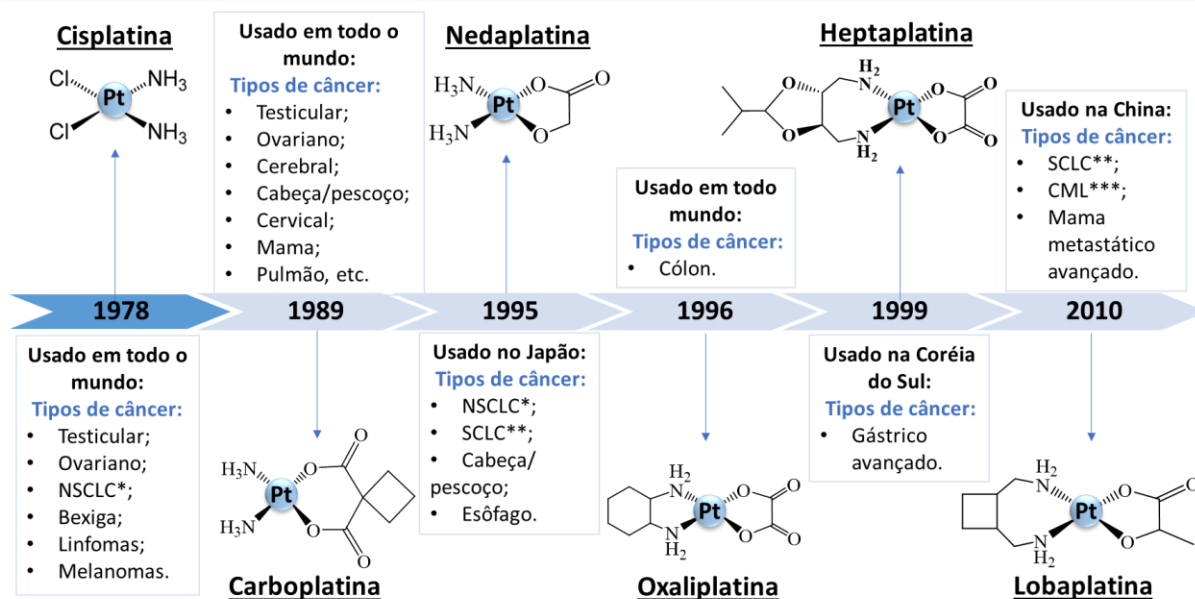 Cisplatina
Cl
Cl
Pt
NH3
NH3
Usado em todo o
mundo:
Tipos de câncer:
• Testicular;
• Ovariano;
• Cerebral;
• Cabeça/pescoço;
• Cervical;
• Mama;
• Pulmão, etc.
Nedaplatina
H3N
H3N
Pt
O
O
O
Usado em todo
mundo:
Tipos de câncer:
• Cólon.
Heptaplatina
H2
N
N
H2
O
O
Pt
O
O
O
O
Usado na China:
Tipos de câncer:
• SCLC**;
• CML***;
• Mama
metastático
avançado.
1978
1989
1995
1996
1999
2010
Usado em todo o
mundo:
Tipos de câncer:
• Testicular;
• Ovariano;
• NSCLC*;
• Bexiga;
• Linfomas;
• Melanomas.
H3N
H3N
Pt
O
O
O
O
Carboplatina
Usado no Japão:
Tipos de câncer:
• NSCLC*;
• SCLC**;
• Cabeça/
pescoço;
• Esôfago.
H2
N
N
H2
Pt
O
O
O
O
Oxaliplatina
Usado na Coréia
do Sul:
Tipos de câncer:
• Gástrico
avançado.
H2
N
N
H2
Pt
O
O
O
Lobaplatina